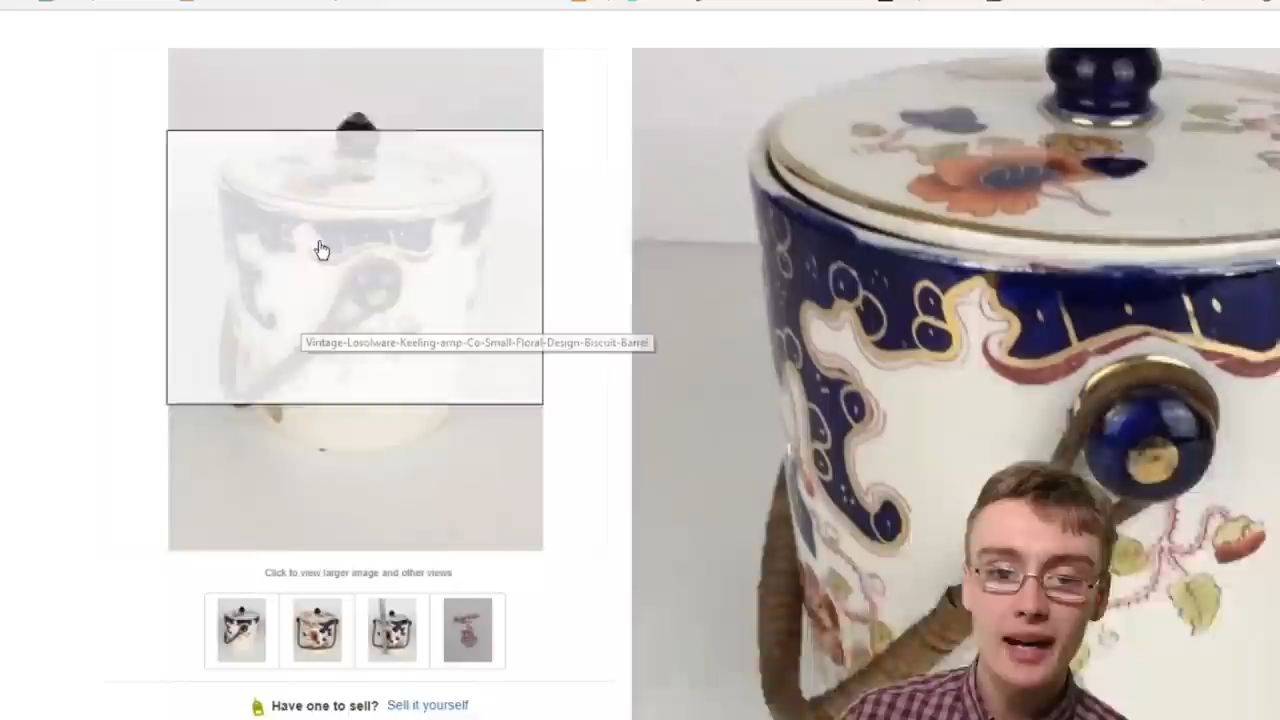 Vintage-Losolware-Keeling-amp-Co-Small-Floral-Design-Biscuit-Barrel
Click to view larger image and other views
Have one to sell? Sell it yourself